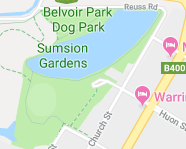 Belvoir Park
Dog Park
Reuss Rd
Sumsion
Gardens
B400
Warri
Church St
Huon S